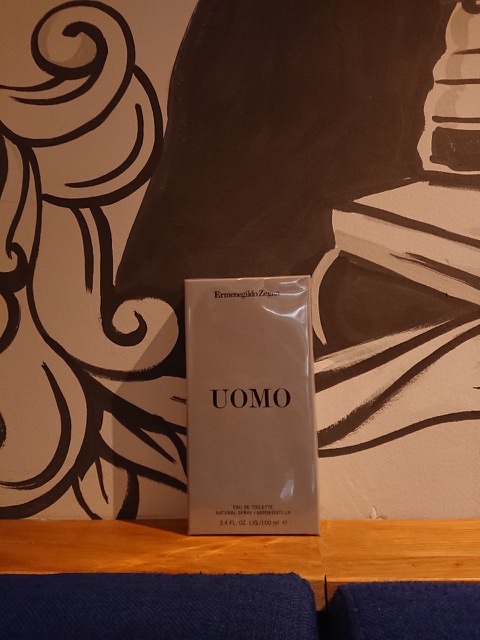 Ermenegildo Zegna
UOMO
EAU DE TOILETTE
NATURAL SPRAY / VAPORISATEUR
3.4 FL. OZ. LIQ/100 ml e